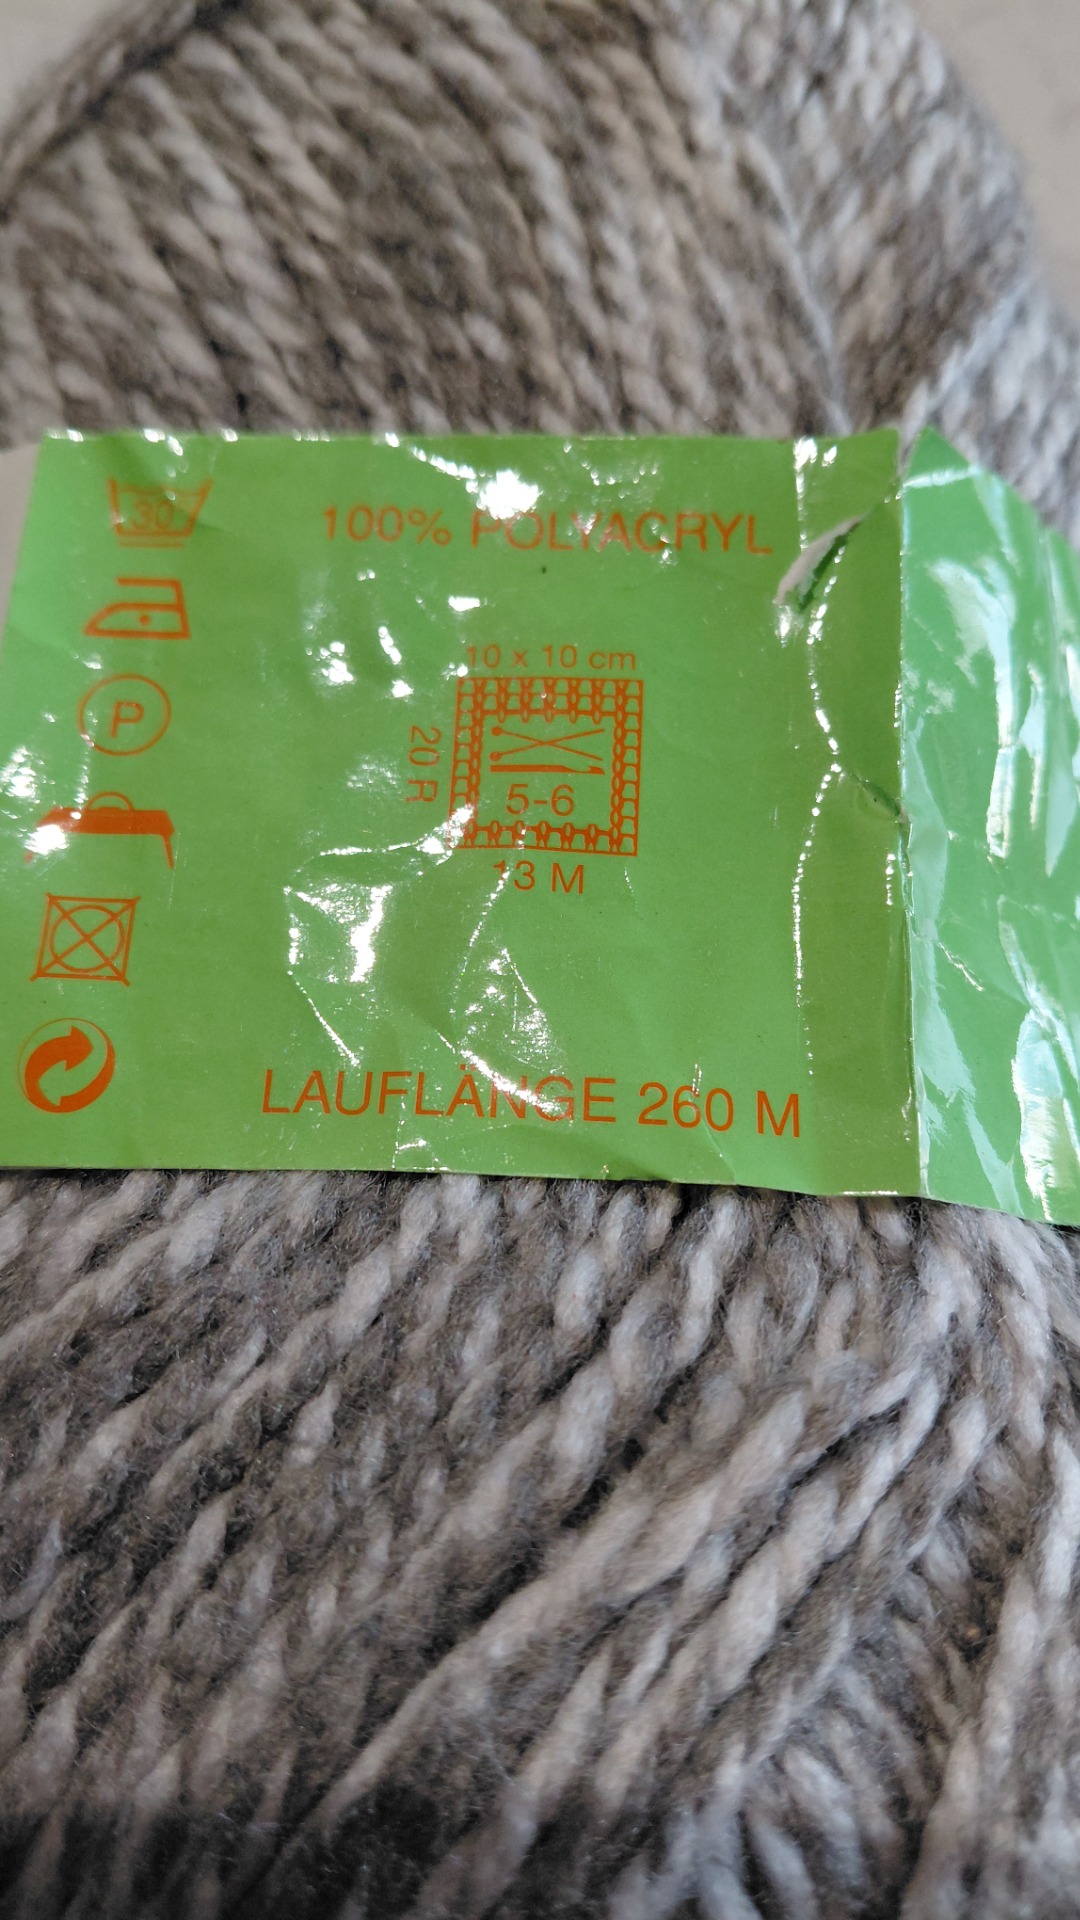 30
100% POLYACRYL
P
10 x 10 cm
20 R
5-6
13 M
LAUFLÄNGE 260 M